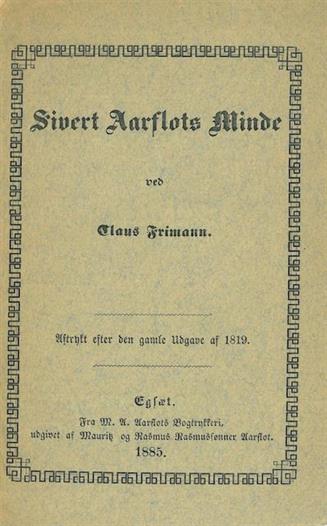 Sivert Aarflots Minde
ved
Claus Frimann.
Aftrykt efter den gamle Udgave af 1819.
Egsæt.
Fra M. A. Aarflots Bogtrykkeri,
udgivet af Mauritz og Rasmus Rasmussønner Aarflot.
1885.